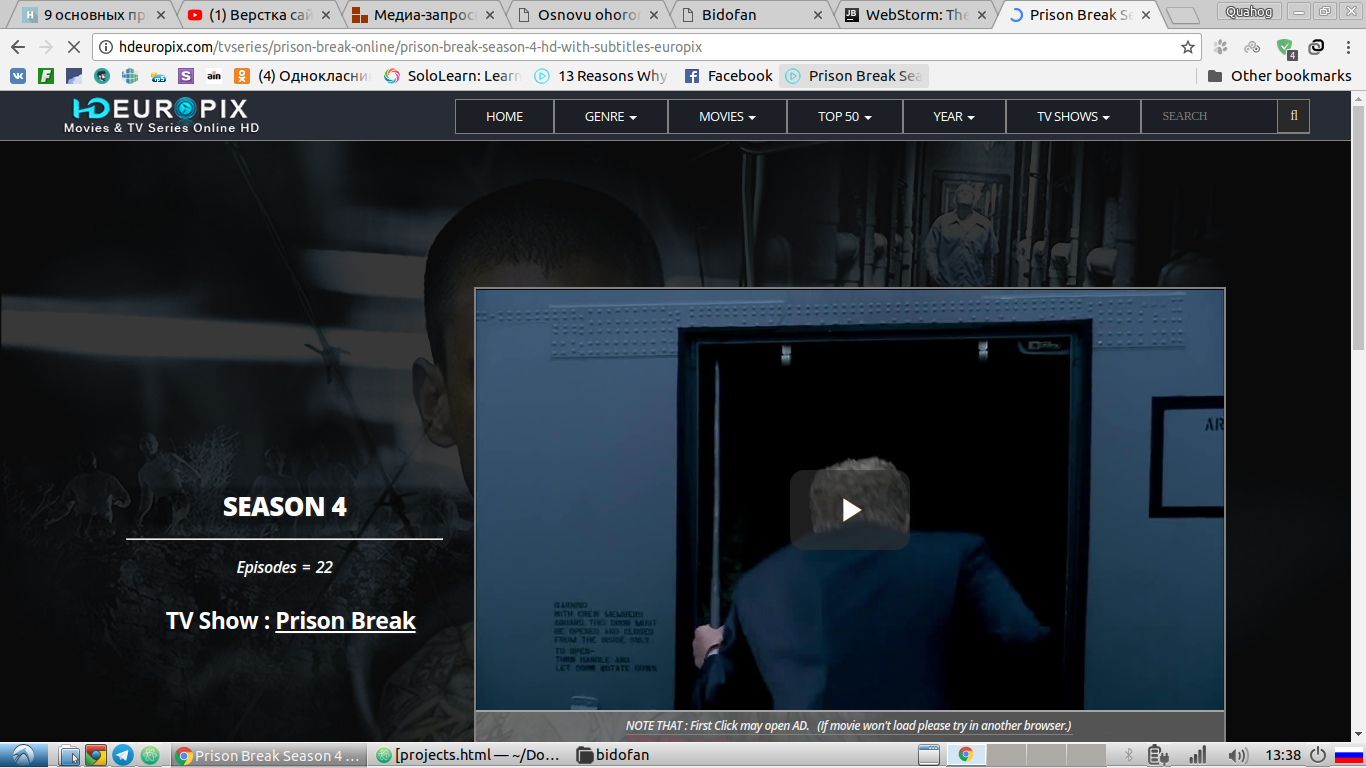 9 основных пр
(1) Верстка сай
Медиа-запрос
Osnovu ohoror
Bidofan
WebStorm: The
Prison Break Se
Quahog
hdeuropix.com/tvseries/prison-break-online/prison-break-season-4-hd-with-subtitles-europix
4
ain
(4) Одноклассни
SoloLearn: Learn
13 Reasons Why
Facebook
Prison Break Sea
Other bookmarks
HDEUROPIX
Movies & TV Series Online HD
HOME
GENRE
MOVIES
TOP 50
YEAR
TV SHOWS
SEARCH
AR
SEASON 4
Episodes = 22
TV Show : Prison Break
WARNING
WITH CREW MEMBERS
ABOARD, THIS DOOR MUST
BE OPENED AND CLOSED
FROM THE INSIDE ONLY.
TO OPEN-
TURN HANDLE AND
LET DOOR ROTATE DOWN
NOTE THAT : First Click may open AD. (If movie won't load please try in another browser.)
Prison Break Season 4 ...
[projects.html — ~/Do...
bidofan
13:38